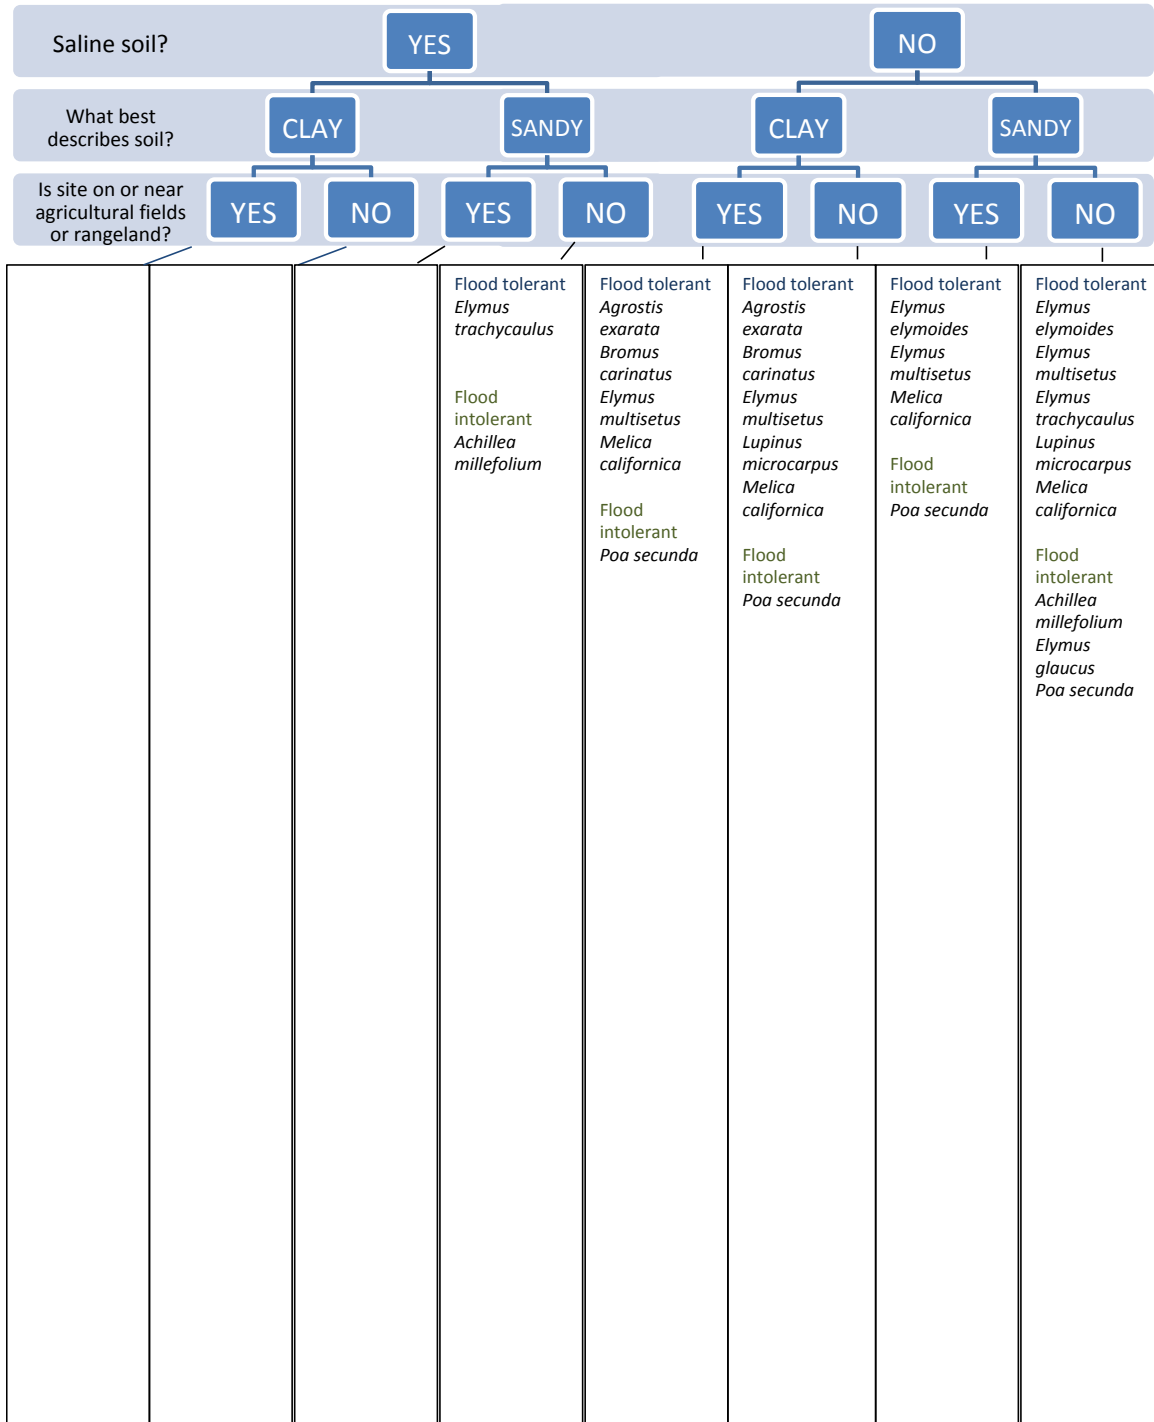 Saline soil?
YES
NO
What best
describes soil?
CLAY
SANDY
CLAY
SANDY
Is site on or near
agricultural fields
or rangeland?
YES
NO
YES
NO
YES
NO
YES
NO
Flood tolerant
Elymus
trachycaulus
Flood
intolerant
Achillea
millefolium
Flood tolerant
Agrostis
exarata
Bromus
carinatus
Elymus
multisetus
Melica
californica
Flood
intolerant
Poa secunda
Flood tolerant
Agrostis
exarata
Bromus
carinatus
Elymus
multisetus
Lupinus
microcarpus
Melica
californica
Flood
intolerant
Poa secunda
Flood tolerant
Elymus
elymoides
Elymus
multisetus
Melica
californica
Flood
intolerant
Poa secunda
Flood tolerant
Elymus
elymoides
Elymus
multisetus
Elymus
trachycaulus
Lupinus
microcarpus
Melica
californica
Flood
intolerant
Achillea
millefolium
Elymus
glaucus
Poa secunda